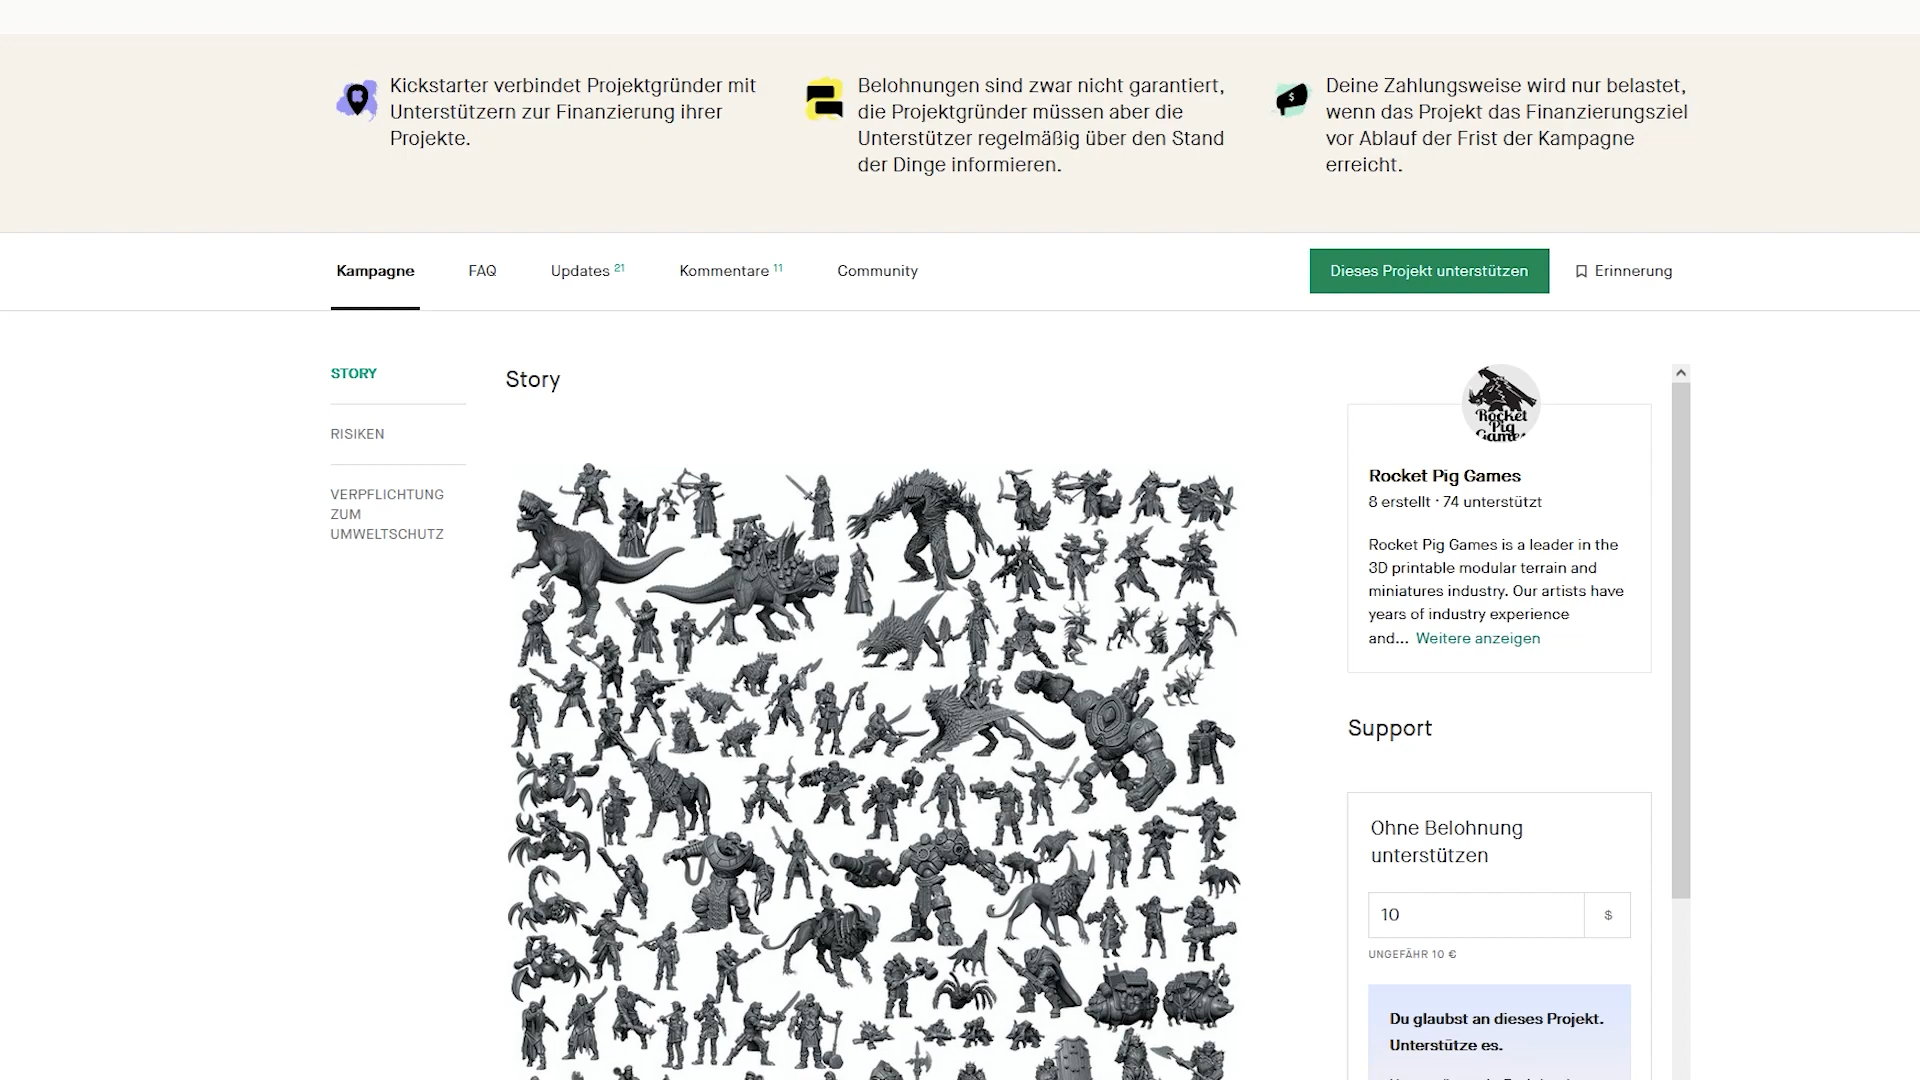 Kickstarter verbindet Projektgründer mit
Unterstützern zur Finanzierung ihrer
Projekte.
Belohnungen sind zwar nicht garantiert,
die Projektgründer müssen aber die
Unterstützer regelmäßig über den Stand
der Dinge informieren.
$
Deine Zahlungsweise wird nur belastet,
wenn das Projekt das Finanzierungsziel
vor Ablauf der Frist der Kampagne
erreicht.
Kampagne
FAQ
Updates 21
Kommentare 11
Community
Dieses Projekt unterstützen
Erinnerung
STORY
RISIKEN
VERPFLICHTUNG
ZUM
UMWELTSCHUTZ
Story
Rocket
Pig
Games
Rocket Pig Games
8 erstellt · 74 unterstützt
Rocket Pig Games is a leader in the
3D printable modular terrain and
miniatures industry. Our artists have
years of industry experience
and... Weitere anzeigen
Support
Ohne Belohnung
unterstützen
10 $
UNGEFÄHR 10 €
Du glaubst an dieses Projekt.
Unterstütze es.